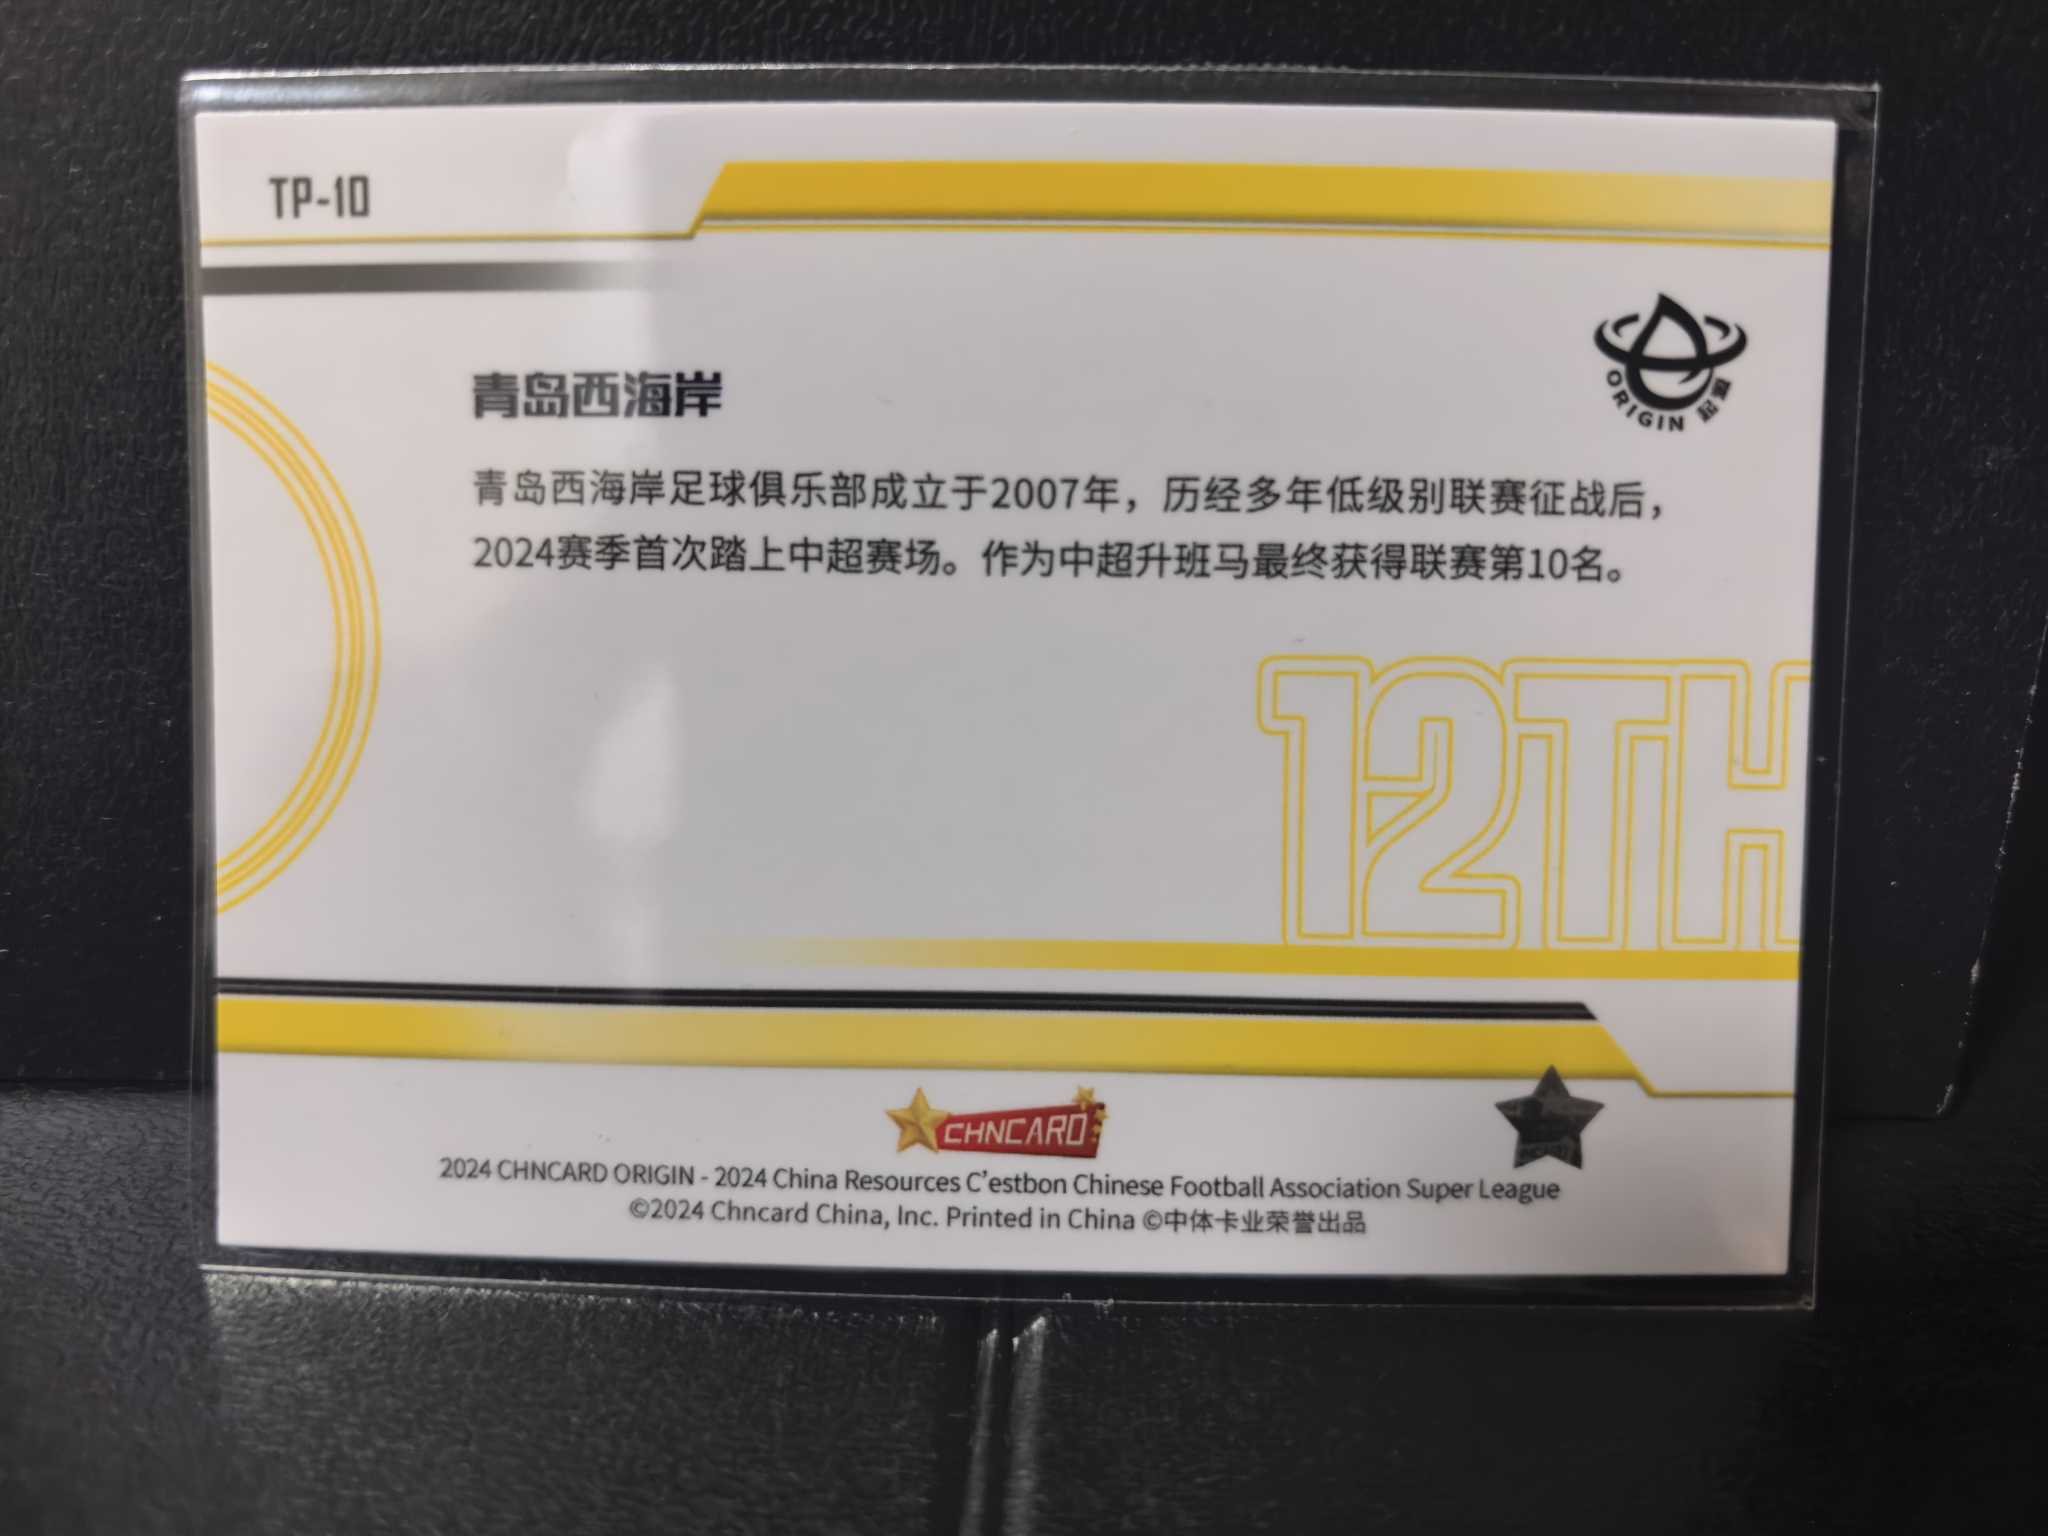 TP-10
ORIGIN 起源
青岛西海岸
青岛西海岸足球俱乐部成立于2007年，历经多年低级别联赛征战后，
2024赛季首次踏上中超赛场。作为中超升班马最终获得联赛第10名。
12TH
CHNCARD
2024 CHNCARD ORIGIN - 2024 China Resources C'estbon Chinese Football Association Super League
©2024 Chncard China, Inc. Printed in China ©中体卡业荣誉出品